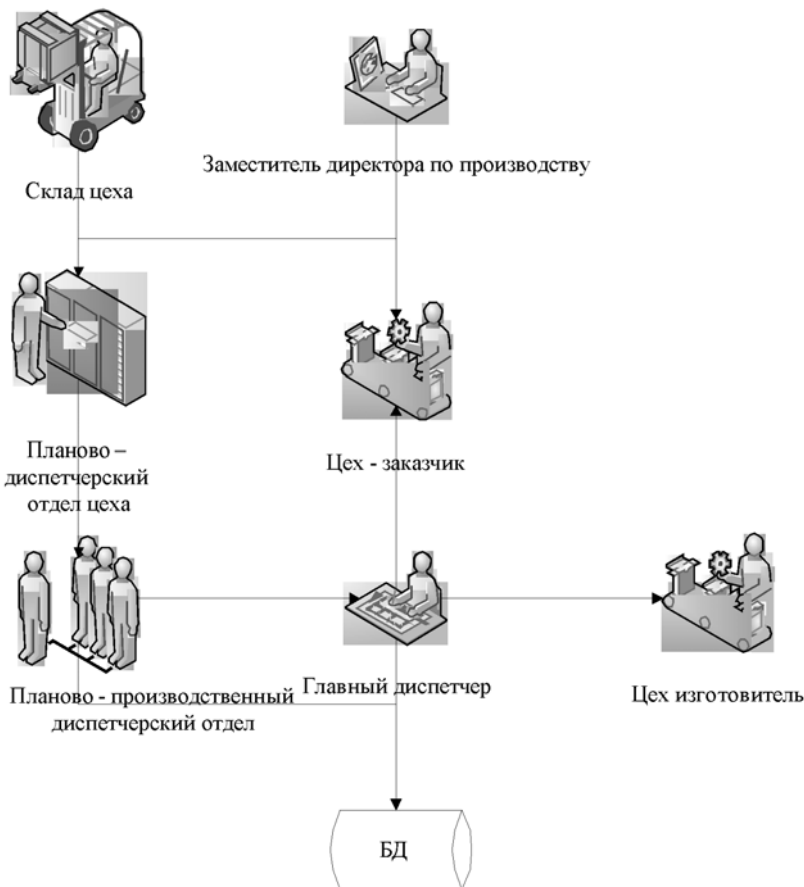 Заместитель директора по производству
Склад цеха
Планово –
диспетчерский
отдел цеха
Цех - заказчик
Планово - производственный
диспетчерский отдел
Главный диспетчер
Цех изготовитель
БД